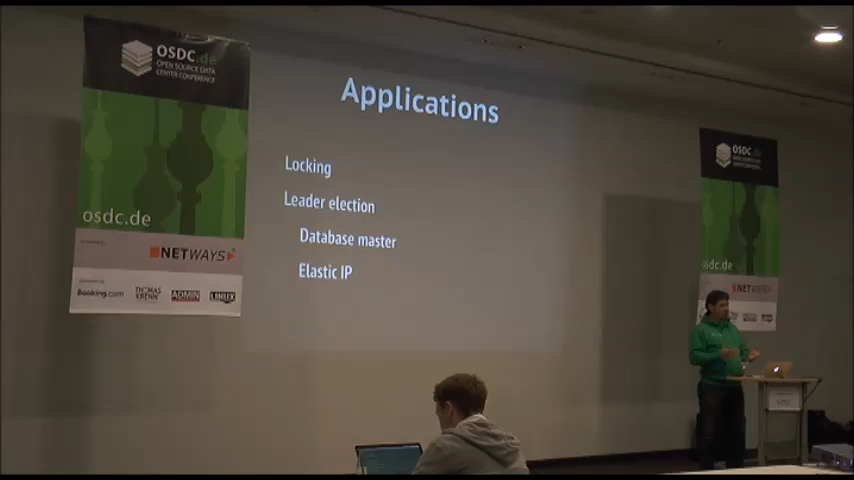 OSDC.de
OPEN SOURCE DATA
CENTER CONFERENCE
osdc.de
NETWAYS
Booking.com
THOMAS
KRENN
ADMIN
LINUX
Applications
Locking
Leader election
Database master
Elastic IP
OSDC.de
osdc.de
NETWAYS